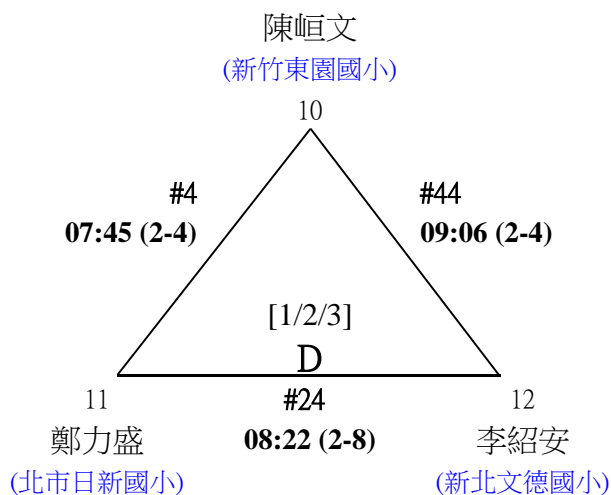 陳峘文
(新竹東園國小)
10
#4
07:45 (2-4)
#44
09:06 (2-4)
[1/2/3]
D
11
#24
12
鄭力盛
08:22 (2-8)
李紹安
(北市日新國小)
(新北文德國小)